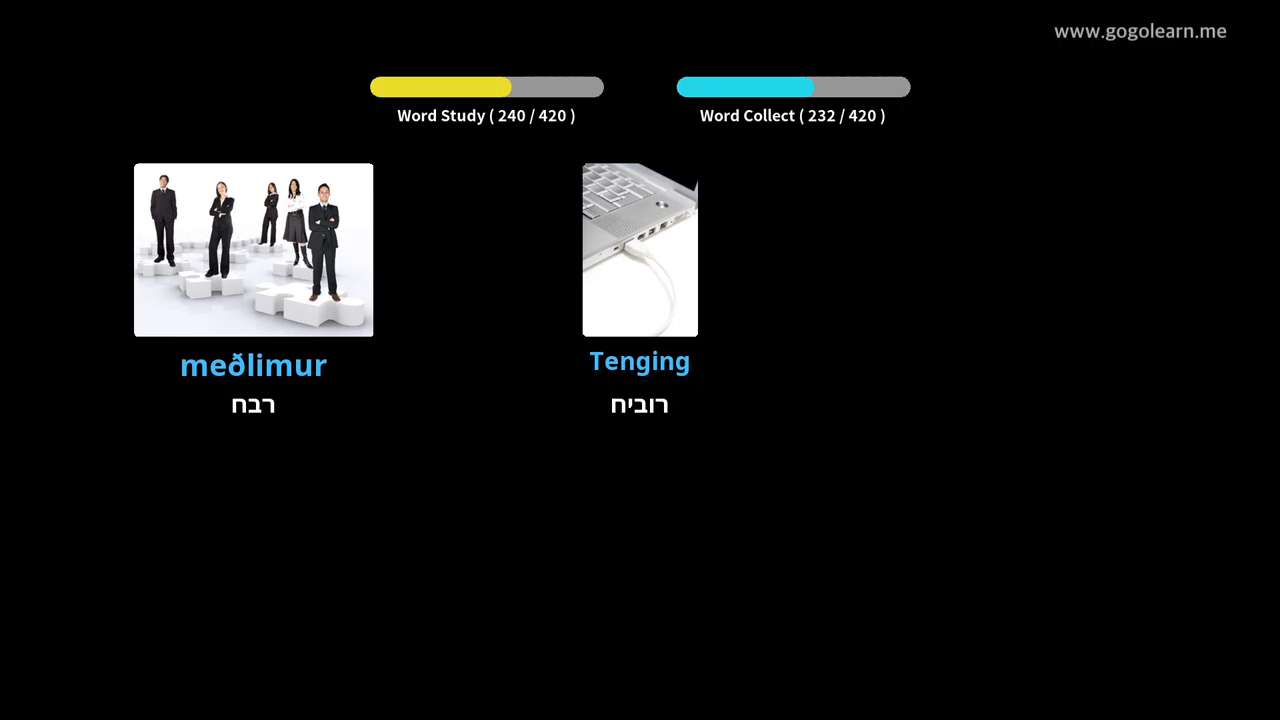 www.gogolearn.me
Word Study ( 240 / 420 )
Word Collect ( 232 / 420 )
meðlimur
רבח
Tenging
רוביח